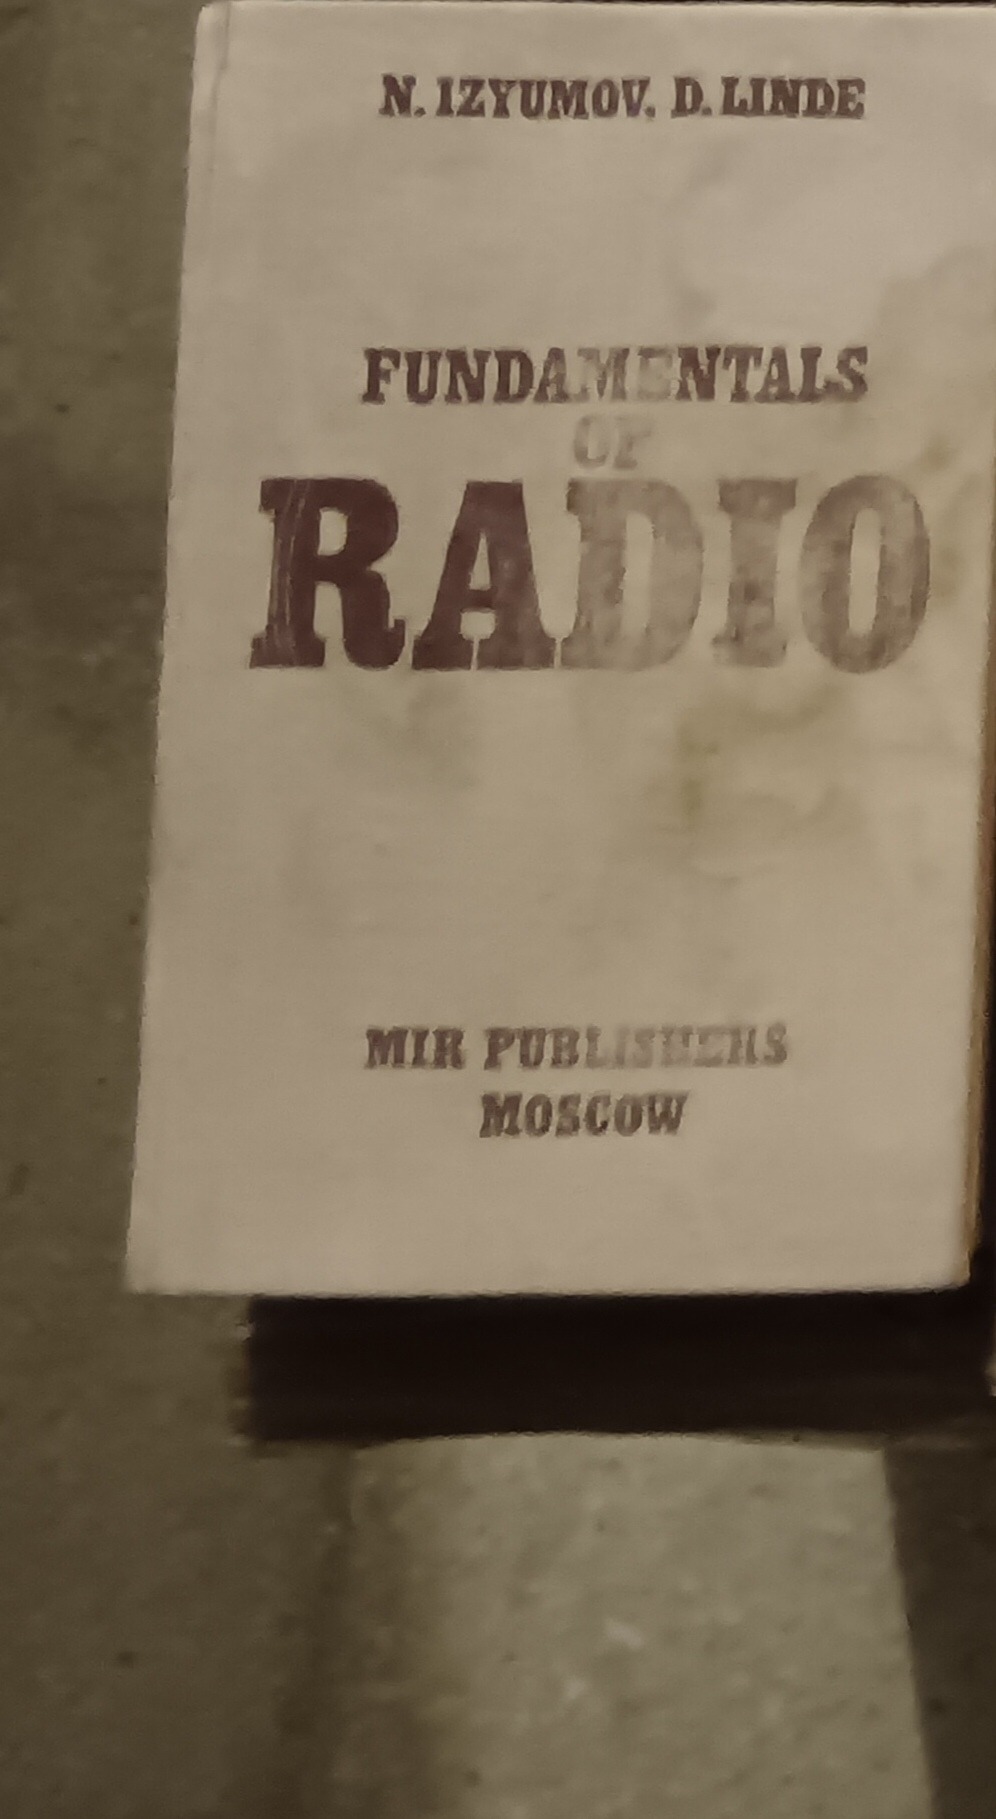 N. IZYUMOV, D. LINDE
FUNDAMENTALS
OF
RADIO
MIR PUBLISHERS
MOSCOW